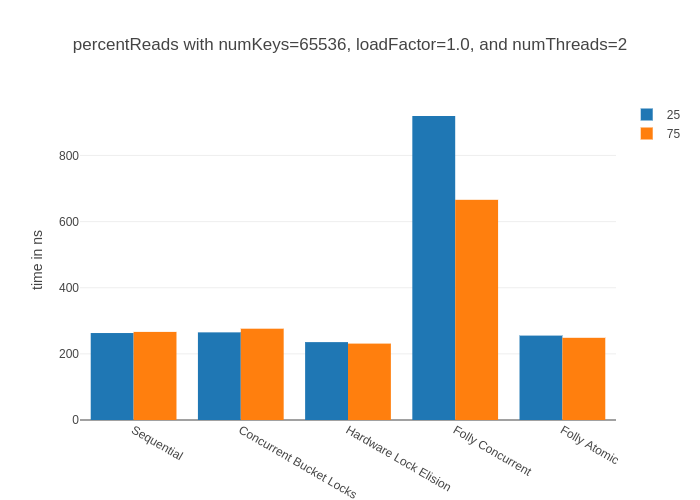 percentReads with numKeys=65536, loadFactor=1.0, and numThreads=2
25
75
800
600
400
200
0
time in ns
Sequential
Concurrent Bucket Locks
Hardware Lock Elision
Folly Concurrent
Folly Atomic